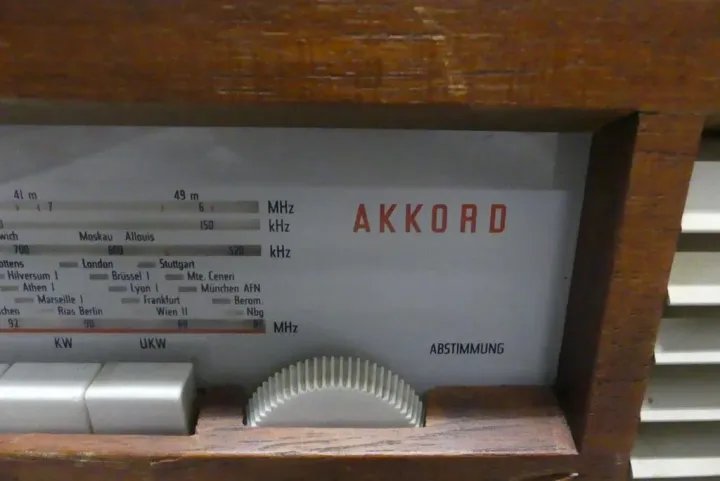 41 m 49 m
7 6 MHz
150 kHz
AKKORD
wich Moskau Allouis
700 600 520 kHz
ottens London Stuttgart
Hilversum I Brüssel I Mte. Ceneri
Athen I Lyon I München AFN
Marseille I Frankfurt Berom.
chen Rias Berlin Wien II Nbg
92 90 88 MHz
KW UKW
ABSTIMMUNG